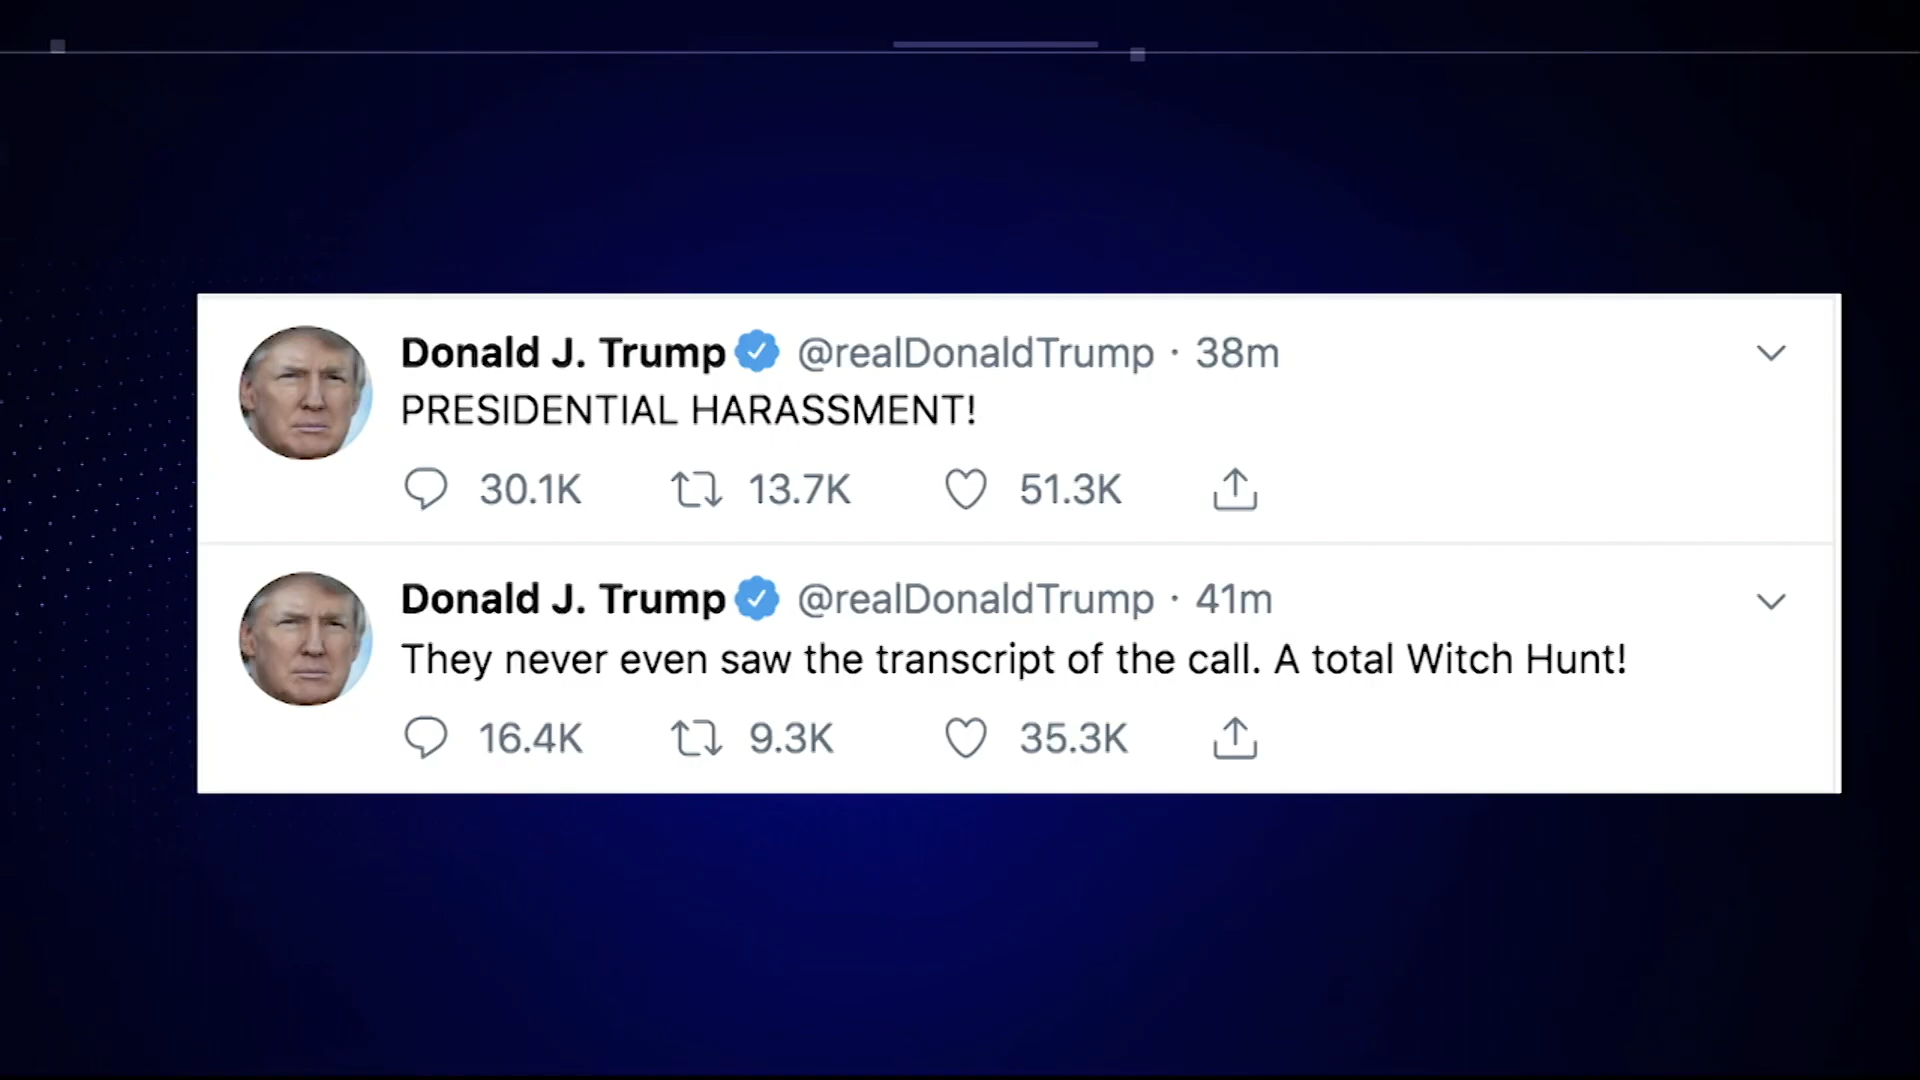 Donald J. Trump @realDonaldTrump · 38m
PRESIDENTIAL HARASSMENT!
30.1K 13.7K 51.3K
Donald J. Trump @realDonaldTrump · 41m
They never even saw the transcript of the call. A total Witch Hunt!
16.4K 9.3K 35.3K